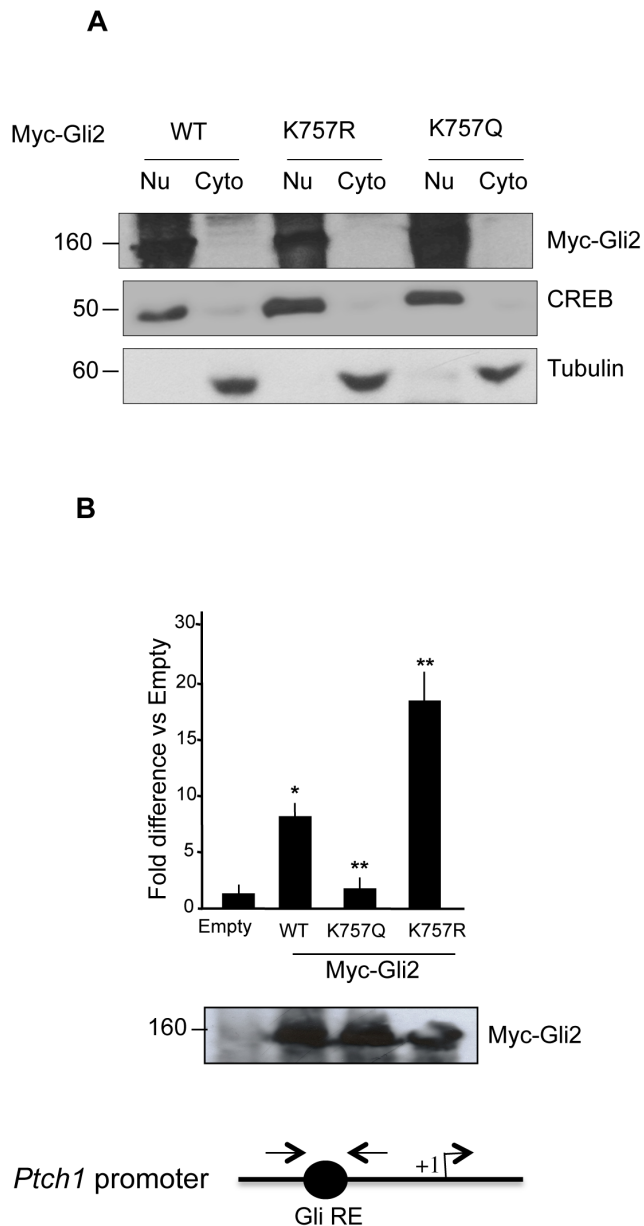 A
Myc-Gli2 WT K757R K757Q
Nu Cyto Nu Cyto Nu Cyto
160 Myc-Gli2
50 CREB
60 Tubulin
B
Fold difference vs Empty
30
20
15
10
5
0
* ** **
Empty WT K757Q K757R
Myc-Gli2
160 Myc-Gli2
Ptch1 promoter +1
Gli RE